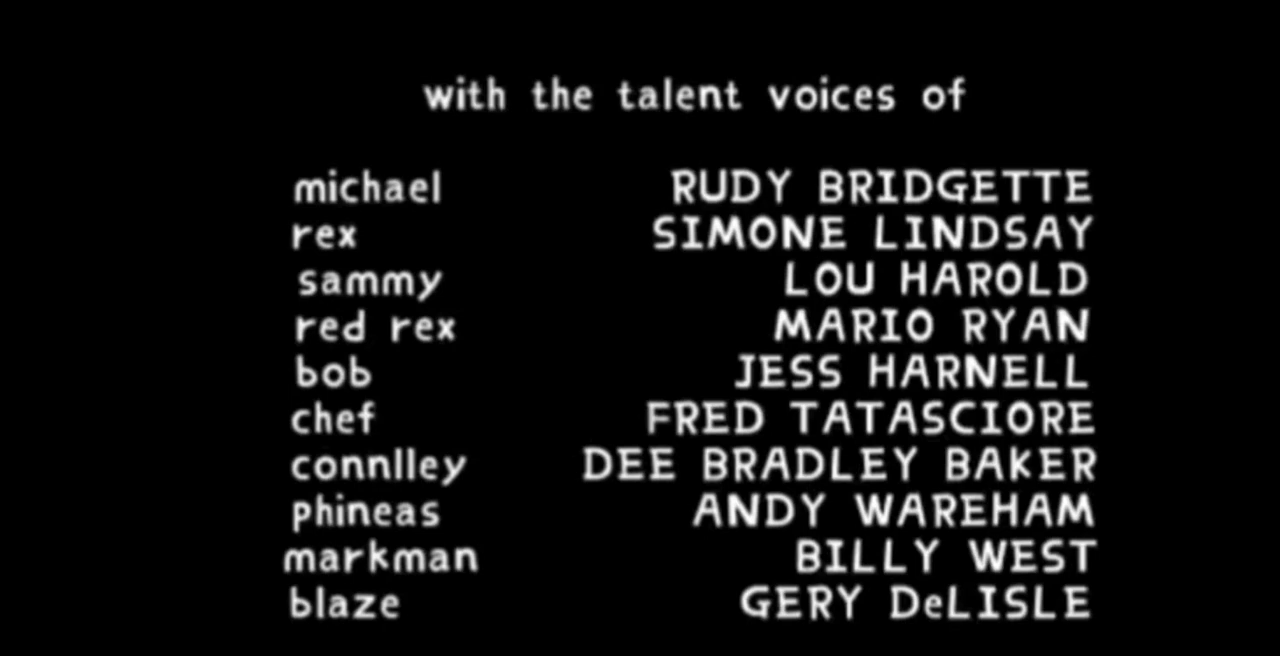 with the talent voices of
michael RUDY BRIDGETTE
rex SIMONE LINDSAY
sammy LOU HAROLD
red rex MARIO RYAN
bob JESS HARNELL
chef FRED TATASCIORE
connlley DEE BRADLEY BAKER
phineas ANDY WAREHAM
markman BILLY WEST
blaze GERY DeLISLE